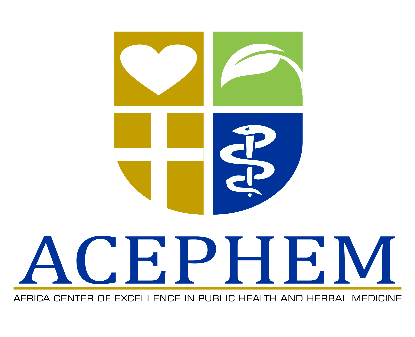 ACEPHEM
AFRICA CENTER OF EXCELLENCE IN PUBLIC HEALTH AND HERBAL MEDICINE